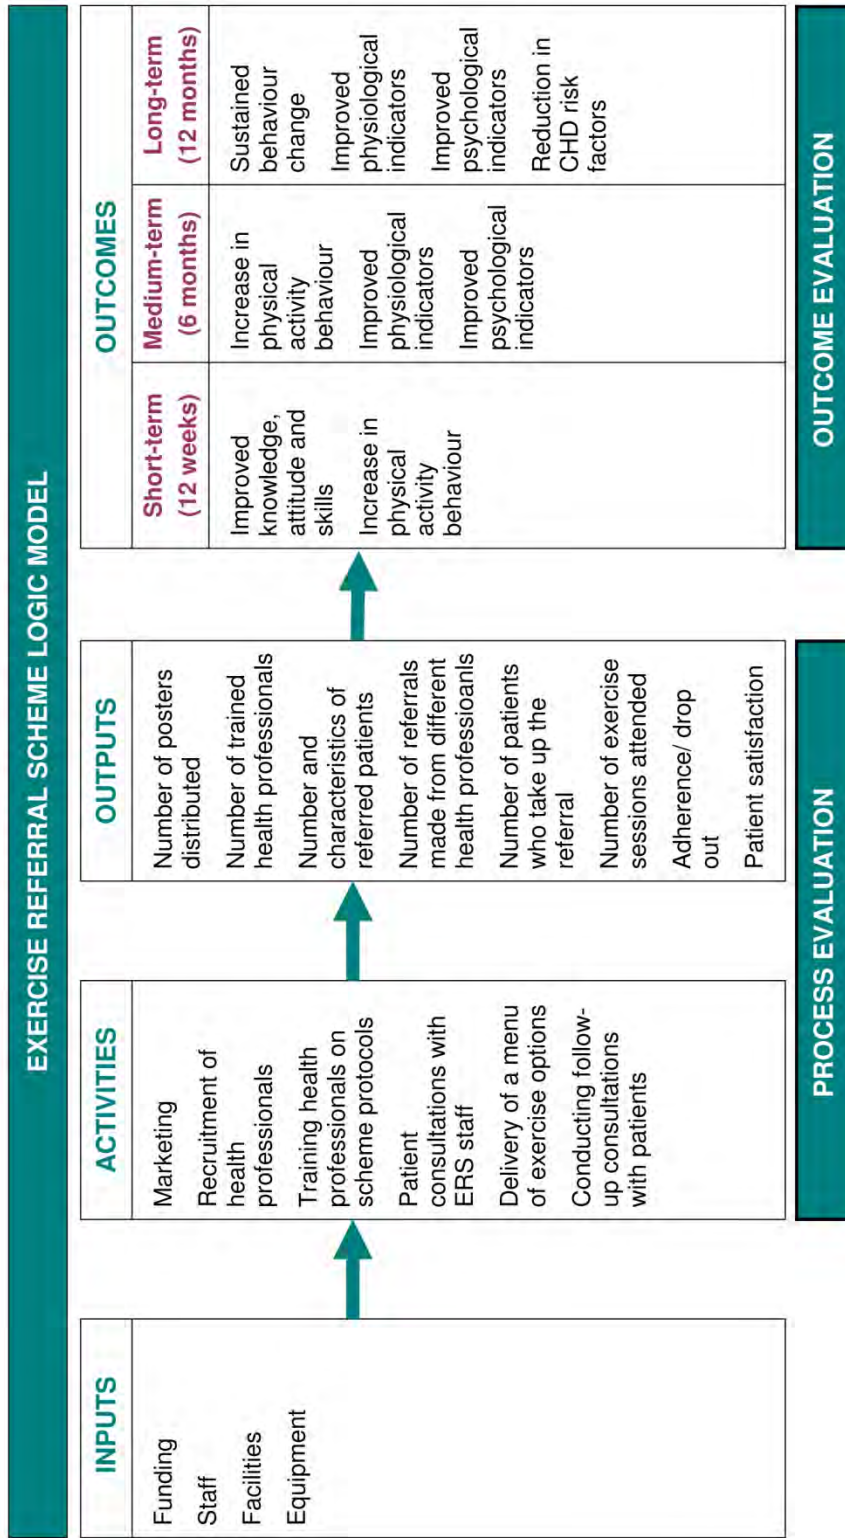 EXERCISE REFERRAL SCHEME LOGIC MODEL
INPUTS
Funding
Staff
Facilities
Equipment
ACTIVITIES
Marketing
Recruitment of
health
professionals
Training health
professionals on
scheme protocols
Patient
consultations with
ERS staff
Delivery of a menu
of exercise options
Conducting follow-
up consultations
with patients
OUTPUTS
Number of posters
distributed
Number of trained
health professionals
Number and
characteristics of
referred patients
Number of referrals
made from different
health professioanls
Number of patients
who take up the
referral
Number of exercise
sessions attended
Adherence/ drop
out
Patient satisfaction
OUTCOMES
Short-term
(12 weeks)
Improved
knowledge,
attitude and
skills
Increase in
physical
activity
behaviour
Medium-term
(6 months)
Increase in
physical
activity
behaviour
Improved
physiological
indicators
Improved
psychological
indicators
Long-term
(12 months)
Sustained
behaviour
change
Improved
physiological
indicators
Improved
psychological
indicators
Reduction in
CHD risk
factors
PROCESS EVALUATION
OUTCOME EVALUATION